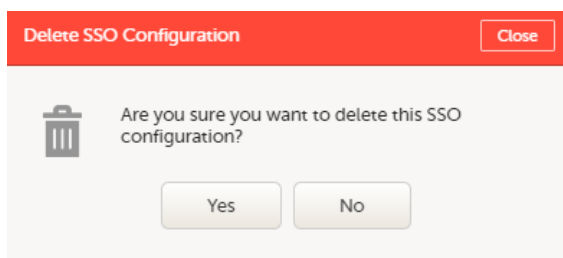 Delete SSO Configuration
Close
Are you sure you want to delete this SSO
configuration?
Yes
No